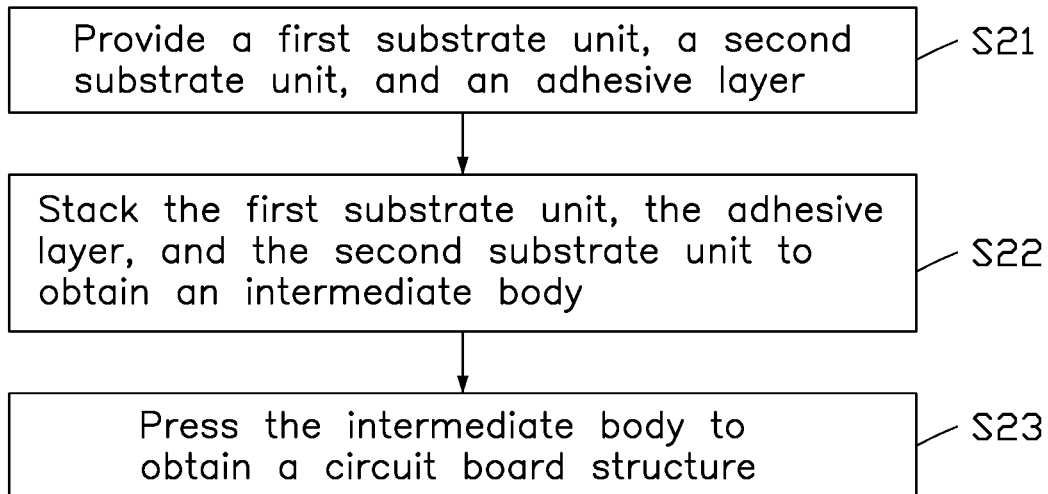 Provide a first substrate unit, a second
substrate unit, and an adhesive layer
S21
Stack the first substrate unit, the adhesive
layer, and the second substrate unit to
obtain an intermediate body
S22
Press the intermediate body to
obtain a circuit board structure
S23